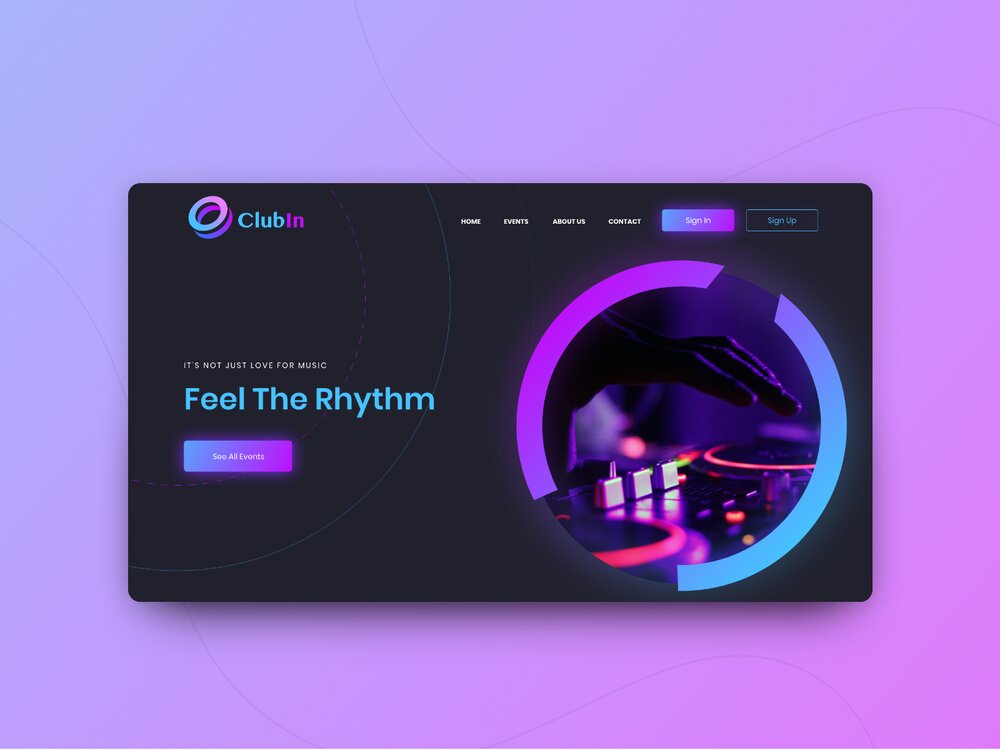 ClubIn
HOME EVENTS ABOUT US CONTACT Sign In Sign Up
IT'S NOT JUST LOVE FOR MUSIC
Feel The Rhythm
See All Events